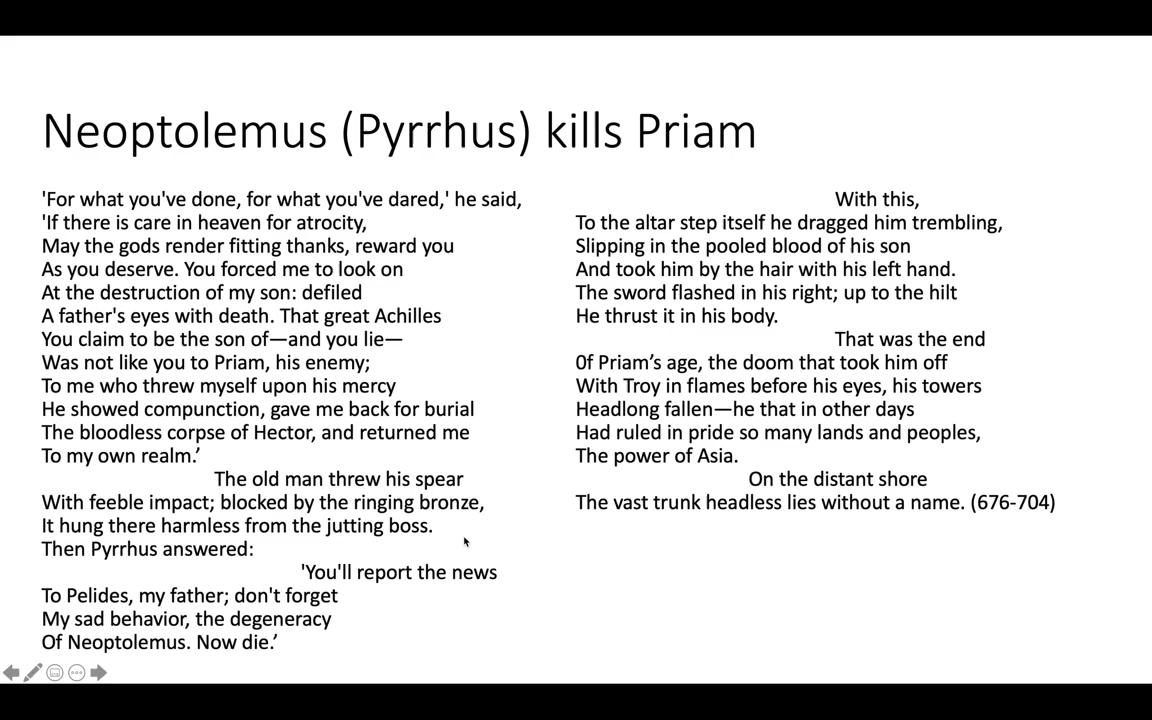 Neoptolemus (Pyrrhus) kills Priam
'For what you've done, for what you've dared,' he said,
'If there is care in heaven for atrocity,
May the gods render fitting thanks, reward you
As you deserve. You forced me to look on
At the destruction of my son: defiled
A father's eyes with death. That great Achilles
You claim to be the son of—and you lie—
Was not like you to Priam, his enemy;
To me who threw myself upon his mercy
He showed compunction, gave me back for burial
The bloodless corpse of Hector, and returned me
To my own realm.’
The old man threw his spear
With feeble impact; blocked by the ringing bronze,
It hung there harmless from the jutting boss.
Then Pyrrhus answered:
'You'll report the news
To Pelides, my father; don't forget
My sad behavior, the degeneracy
Of Neoptolemus. Now die.’
With this,
To the altar step itself he dragged him trembling,
Slipping in the pooled blood of his son
And took him by the hair with his left hand.
The sword flashed in his right; up to the hilt
He thrust it in his body.
That was the end
0f Priam’s age, the doom that took him off
With Troy in flames before his eyes, his towers
Headlong fallen—he that in other days
Had ruled in pride so many lands and peoples,
The power of Asia.
On the distant shore
The vast trunk headless lies without a name. (676-704)